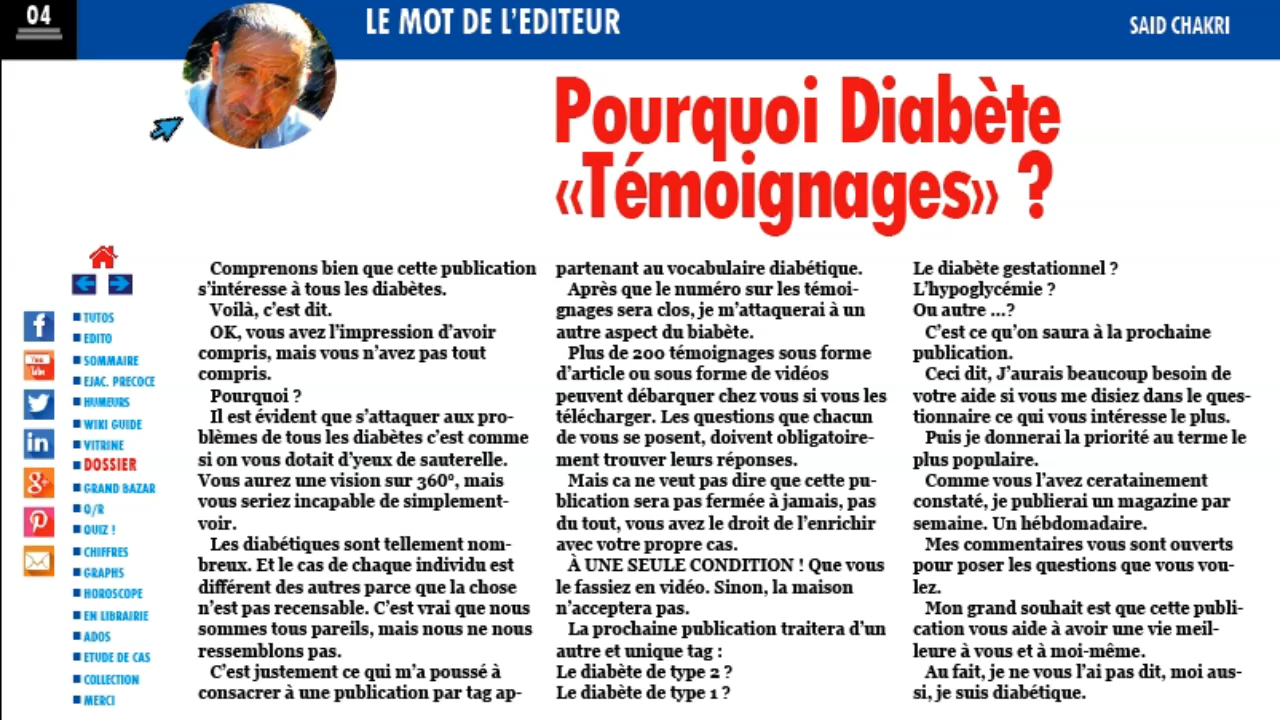 04
LE MOT DE L'EDITEUR
SAID CHAKRI
Pourquoi Diabète
«Témoignages» ?
TUTOS
EDITO
SOMMAIRE
EJAC. PRECOCE
HUMEURS
WIKI GUIDE
VITRINE
DOSSIER
GRAND BAZAR
Q/R
QUIZ !
CHIFFRES
GRAPHS
HOROSCOPE
EN LIBRAIRIE
ADOS
ETUDE DE CAS
COLLECTION
MERCI
Comprenons bien que cette publication
s'intéresse à tous les diabètes.
Voilà, c'est dit.
OK, vous avez l'impression d'avoir
compris, mais vous n'avez pas tout
compris.
Pourquoi ?
Il est évident que s'attaquer aux pro-
blèmes de tous les diabètes c'est comme
si on vous dotait d'yeux de sauterelle.
Vous aurez une vision sur 360°, mais
vous seriez incapable de simplement-
voir.
Les diabétiques sont tellement nom-
breux. Et le cas de chaque individu est
différent des autres parce que la chose
n'est pas recensable. C'est vrai que nous
sommes tous pareils, mais nous ne nous
ressemblons pas.
C'est justement ce qui m'a poussé à
consacrer à une publication par tag ap-
partenant au vocabulaire diabétique.
Après que le numéro sur les témoi-
gnages sera clos, je m'attaquerai à un
autre aspect du biabète.
Plus de 200 témoignages sous forme
d'article ou sous forme de vidéos
peuvent débarquer chez vous si vous les
télécharger. Les questions que chacun
de vous se posent, doivent obligatoire-
ment trouver leurs réponses.
Mais ca ne veut pas dire que cette pu-
blication sera pas fermée à jamais, pas
du tout, vous avez le droit de l'enrichir
avec votre propre cas.
À UNE SEULE CONDITION ! Que vous
le fassiez en vidéo. Sinon, la maison
n'acceptera pas.
La prochaine publication traitera d'un
autre et unique tag :
Le diabète de type 2 ?
Le diabète de type 1 ?
Le diabète gestationnel ?
L'hypoglycémie ?
Ou autre ...?
C'est ce qu'on saura à la prochaine
publication.
Ceci dit, J'aurais beaucoup besoin de
votre aide si vous me disiez dans le ques-
tionnaire ce qui vous intéresse le plus.
Puis je donnerai la priorité au terme le
plus populaire.
Comme vous l'avez ceratainement
constaté, je publierai un magazine par
semaine. Un hébdomadaire.
Mes commentaires vous sont ouverts
pour poser les questions que vous vou-
lez.
Mon grand souhait est que cette publi-
cation vous aide à avoir une vie meil-
leure à vous et à moi-même.
Au fait, je ne vous l'ai pas dit, moi aus-
si, je suis diabétique.